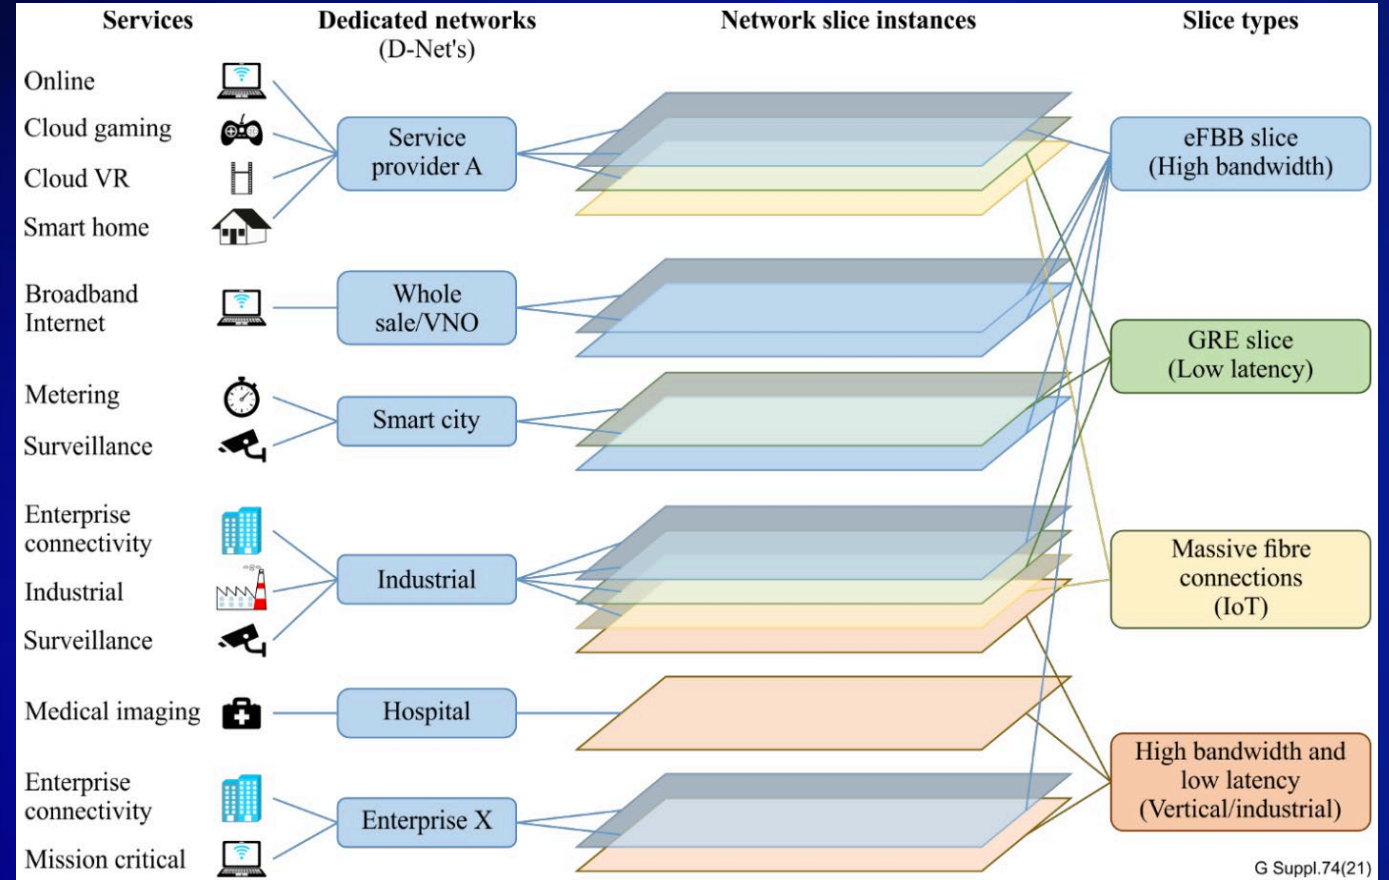 Services
Dedicated networks
(D-Net's)
Network slice instances
Slice types
Online
Cloud gaming
Cloud VR
Smart home
Service
provider A
eFBB slice
(High bandwidth)
Broadband
Internet
Whole
sale/VNO
GRE slice
(Low latency)
Metering
Surveillance
Smart city
Enterprise
connectivity
Industrial
Surveillance
Industrial
Massive fibre
connections
(IoT)
Medical imaging
Hospital
High bandwidth and
low latency
(Vertical/industrial)
Enterprise
connectivity
Mission critical
Enterprise X
G Suppl.74(21)